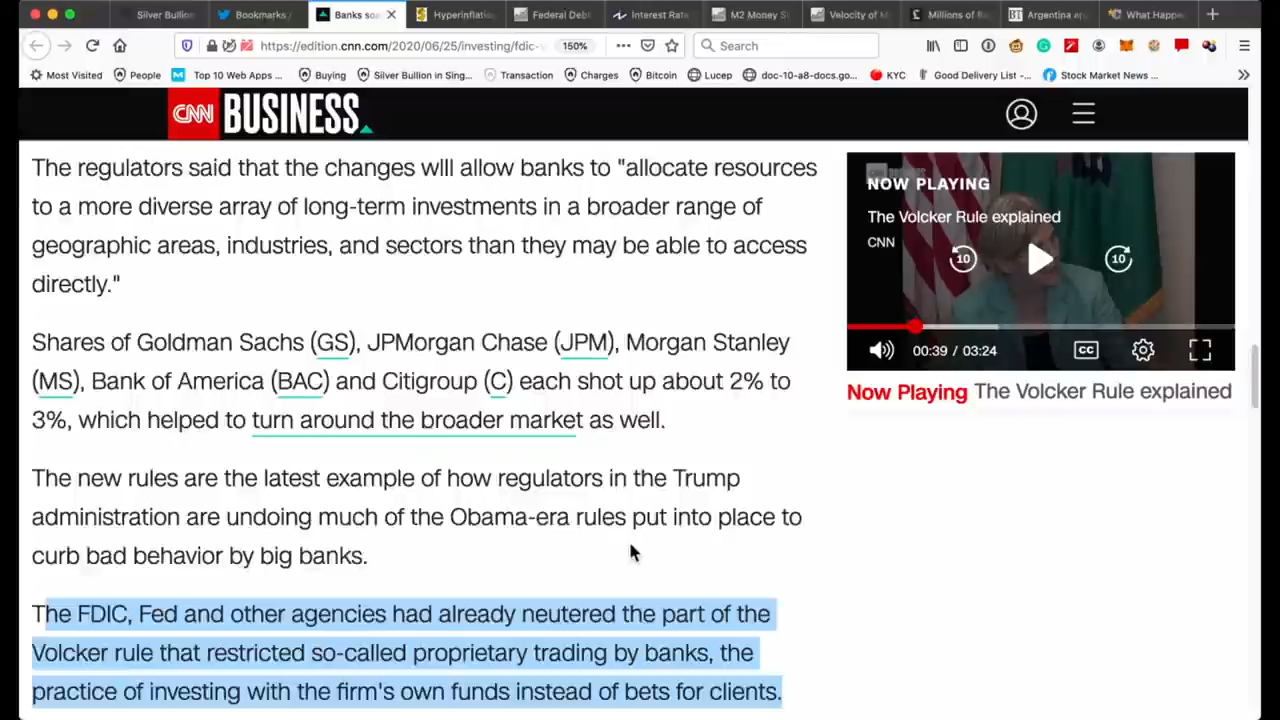 Silver Bullion
Bookmarks /
Banks soa
Hyperinflatio
Federal Debt
Interest Rate
M2 Money S
Velocity of M
Millions of Ba
Argentina ep
What Happe
https://edition.cnn.com/2020/06/25/investing/fdic-v
150%
Search
Most Visited
People
Top 10 Web Apps ...
Buying
Silver Bullion in Sing...
Transaction
Charges
Bitcoin
Lucep
doc-10-a8-docs.go...
KYC
Good Delivery List -...
Stock Market News ...
CNN BUSINESS
The regulators said that the changes will allow banks to "allocate resources
to a more diverse array of long-term investments in a broader range of
geographic areas, industries, and sectors than they may be able to access
directly."
Shares of Goldman Sachs (GS), JPMorgan Chase (JPM), Morgan Stanley
(MS), Bank of America (BAC) and Citigroup (C) each shot up about 2% to
3%, which helped to turn around the broader market as well.
The new rules are the latest example of how regulators in the Trump
administration are undoing much of the Obama-era rules put into place to
curb bad behavior by big banks.
The FDIC, Fed and other agencies had already neutered the part of the
Volcker rule that restricted so-called proprietary trading by banks, the
practice of investing with the firm's own funds instead of bets for clients.
NOW PLAYING
The Volcker Rule explained
CNN
10
10
00:39 / 03:24
CC
Now Playing The Volcker Rule explained